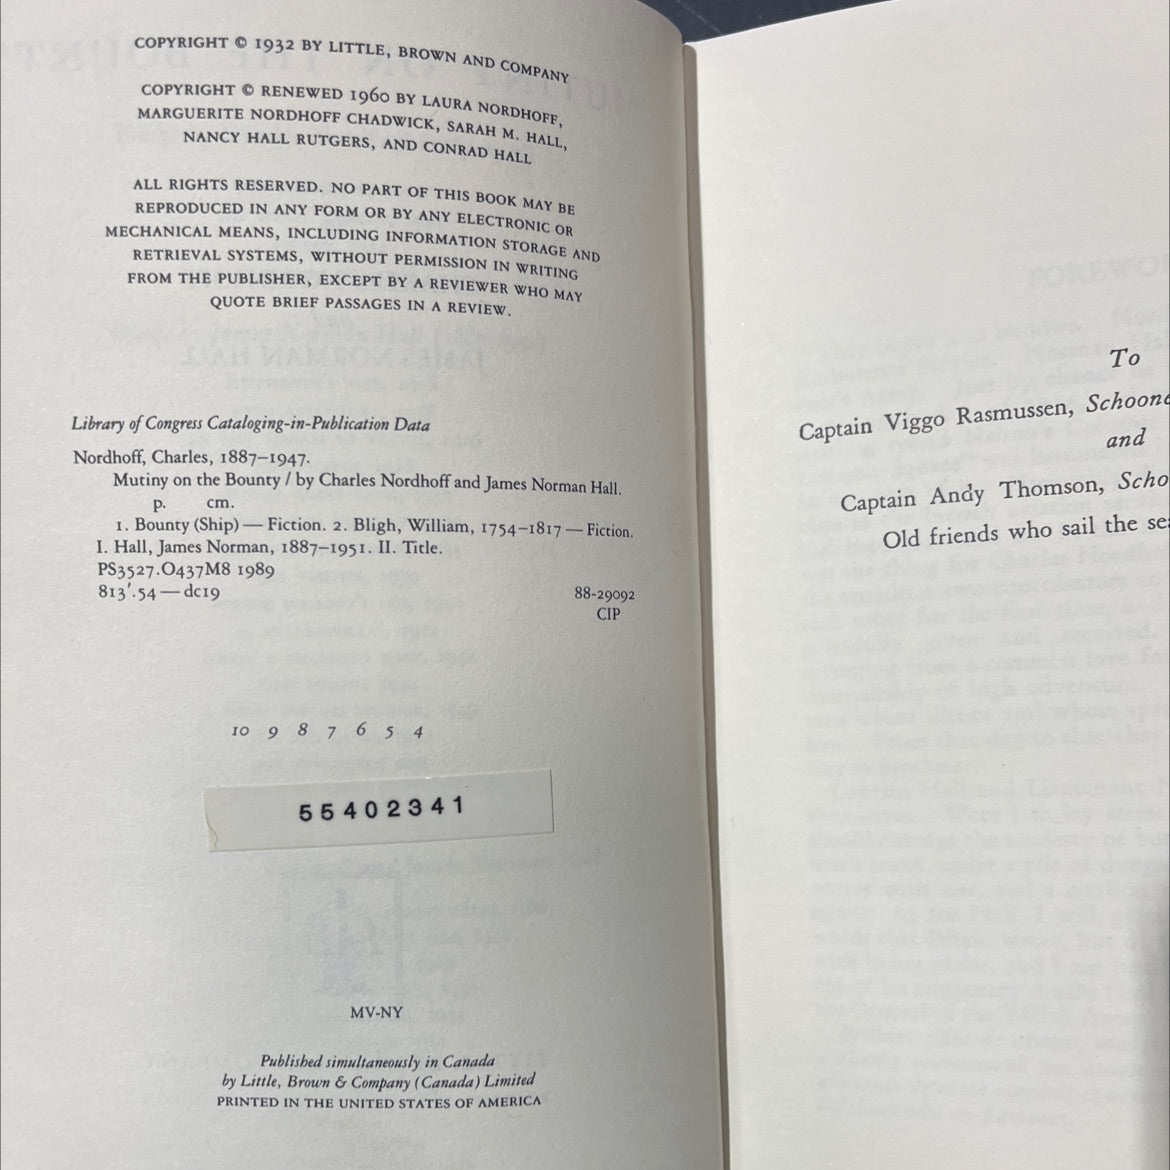 COPYRIGHT © 1932 BY LITTLE, BROWN AND COMPANY
COPYRIGHT © RENEWED 1960 BY LAURA NORDHOFF,
MARGUERITE NORDHOFF CHADWICK, SARAH M. HALL,
NANCY HALL RUTGERS, AND CONRAD HALL
ALL RIGHTS RESERVED. NO PART OF THIS BOOK MAY BE
REPRODUCED IN ANY FORM OR BY ANY ELECTRONIC OR
MECHANICAL MEANS, INCLUDING INFORMATION STORAGE AND
RETRIEVAL SYSTEMS, WITHOUT PERMISSION IN WRITING
FROM THE PUBLISHER, EXCEPT BY A REVIEWER WHO MAY
QUOTE BRIEF PASSAGES IN A REVIEW.
Library of Congress Cataloging-in-Publication Data
Nordhoff, Charles, 1887–1947.
Mutiny on the Bounty / by Charles Nordhoff and James Norman Hall.
p. cm.
1. Bounty (Ship) — Fiction. 2. Bligh, William, 1754–1817 — Fiction.
I. Hall, James Norman, 1887–1951. II. Title.
PS3527.O437M8 1989
813'.54 — dc19 88-29092
CIP
10 9 8 7 6 5 4
55402341
MV-NY
Published simultaneously in Canada
by Little, Brown & Company (Canada) Limited
PRINTED IN THE UNITED STATES OF AMERICA
To
Captain Viggo Rasmussen, Schoone
and
Captain Andy Thomson, Scho
Old friends who sail the sea